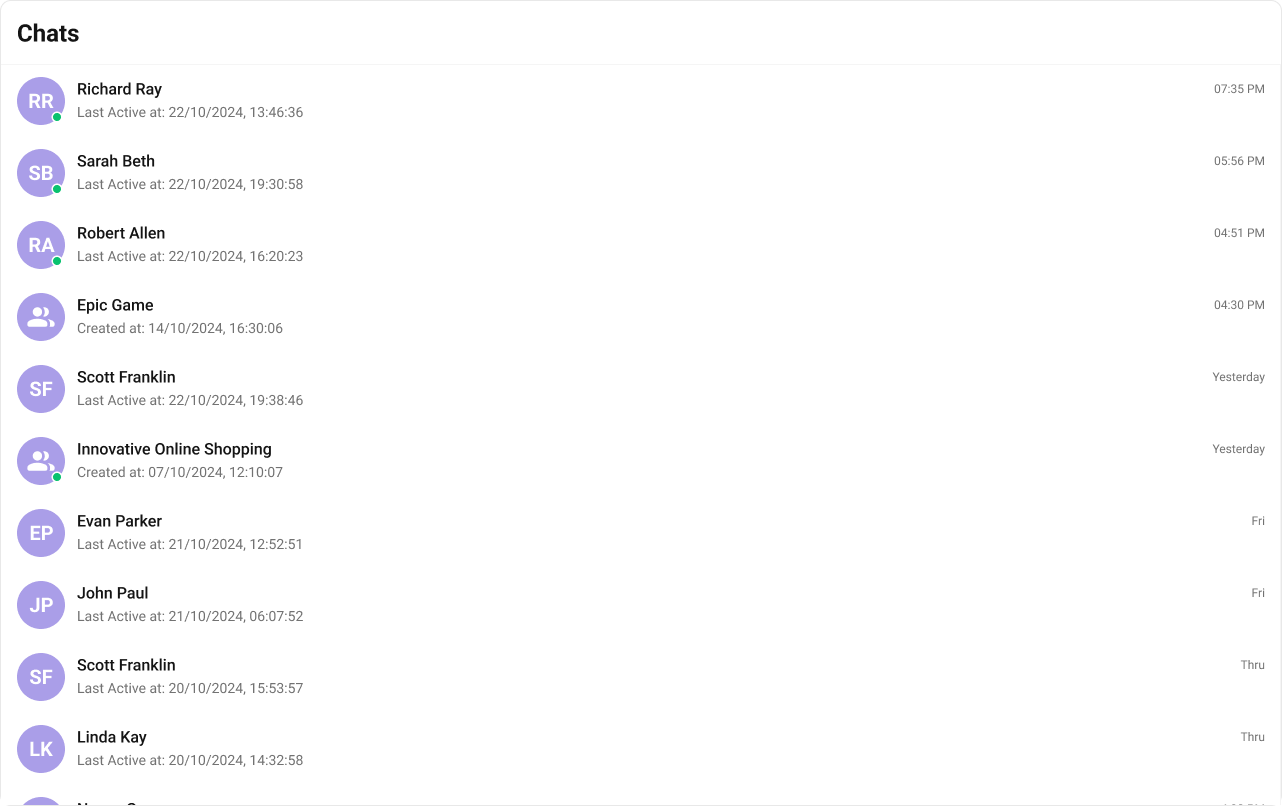 Chats
RR
Richard Ray
07:35 PM
Last Active at: 22/10/2024, 13:46:36
SB
Sarah Beth
05:56 PM
Last Active at: 22/10/2024, 19:30:58
RA
Robert Allen
04:51 PM
Last Active at: 22/10/2024, 16:20:23
Epic Game
04:30 PM
Created at: 14/10/2024, 16:30:06
SF
Scott Franklin
Yesterday
Last Active at: 22/10/2024, 19:38:46
Innovative Online Shopping
Yesterday
Created at: 07/10/2024, 12:10:07
EP
Evan Parker
Fri
Last Active at: 21/10/2024, 12:52:51
JP
John Paul
Fri
Last Active at: 21/10/2024, 06:07:52
SF
Scott Franklin
Thru
Last Active at: 20/10/2024, 15:53:57
LK
Linda Kay
Thru
Last Active at: 20/10/2024, 14:32:58